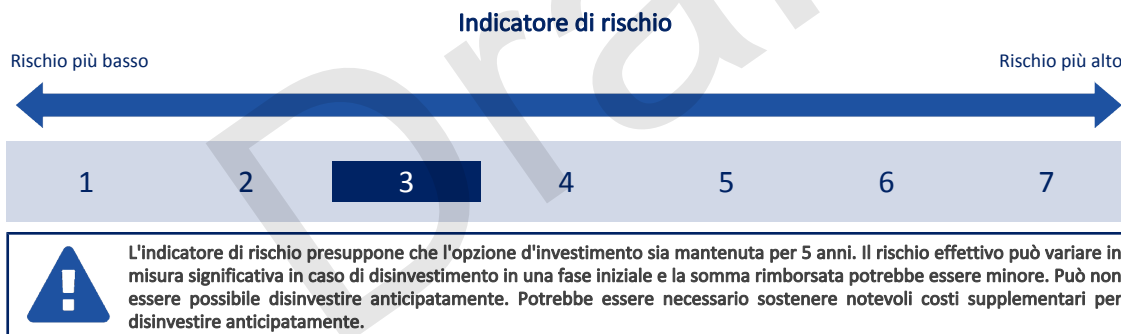 Indicatore di rischio
Rischio più basso
Rischio più alto
1 2 3 4 5 6 7
L'indicatore di rischio presuppone che l'opzione d'investimento sia mantenuta per 5 anni. Il rischio effettivo può variare in
misura significativa in caso di disinvestimento in una fase iniziale e la somma rimborsata potrebbe essere minore. Può non
essere possibile disinvestire anticipatamente. Potrebbe essere necessario sostenere notevoli costi supplementari per
disinvestire anticipatamente.